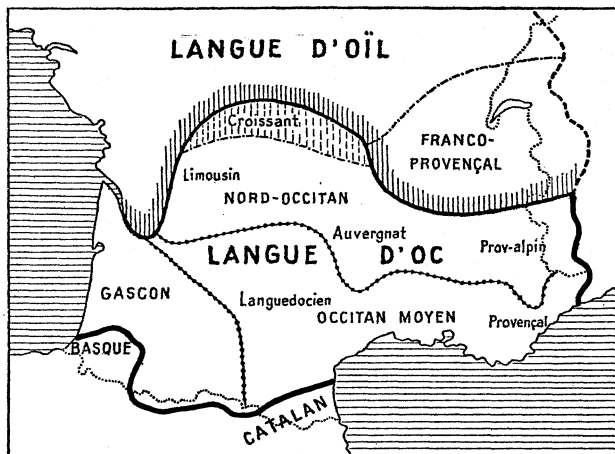 LANGUE D'OÏL
Croissant
FRANCO-
PROVENÇAL
Limousin
NORD-OCCITAN
Auvergnat
LANGUE D'OC
Prov-alpin
GASCON
Languedocien
OCCITAN MOYEN
Provençal
BASQUE
CATALAN